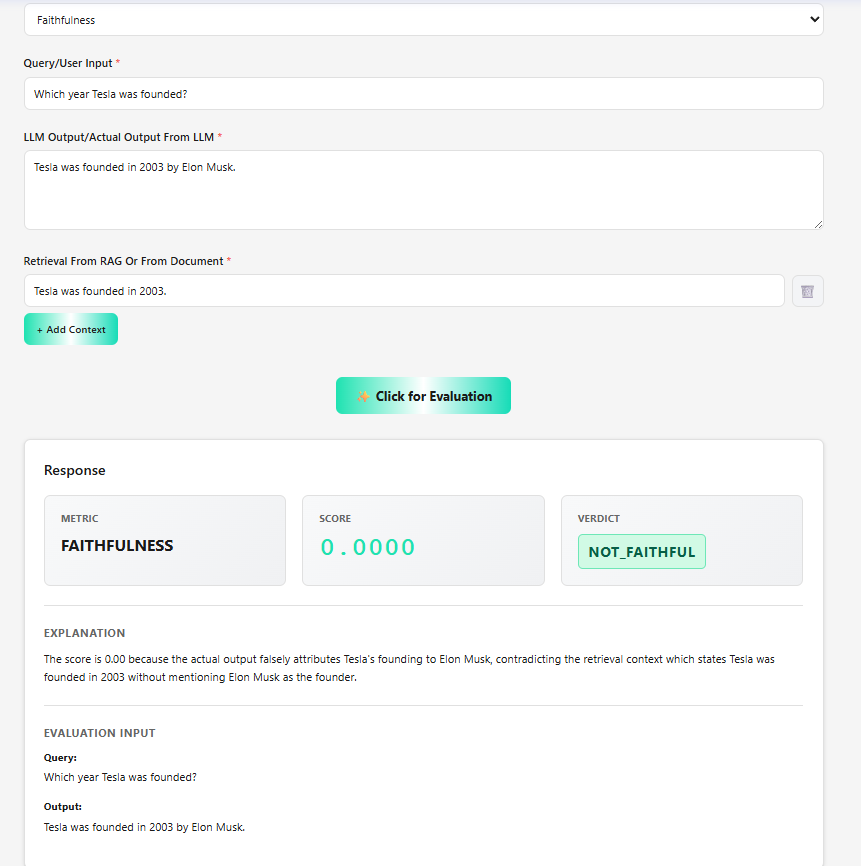 Faithfulness
Query/User Input *
Which year Tesla was founded?
LLM Output/Actual Output From LLM *
Tesla was founded in 2003 by Elon Musk.
Retrieval From RAG Or From Document *
Tesla was founded in 2003.
+ Add Context
✨ Click for Evaluation
Response
METRIC
FAITHFULNESS
SCORE
0.0000
VERDICT
NOT_FAITHFUL
EXPLANATION
The score is 0.00 because the actual output falsely attributes Tesla's founding to Elon Musk, contradicting the retrieval context which states Tesla was
founded in 2003 without mentioning Elon Musk as the founder.
EVALUATION INPUT
Query:
Which year Tesla was founded?
Output:
Tesla was founded in 2003 by Elon Musk.